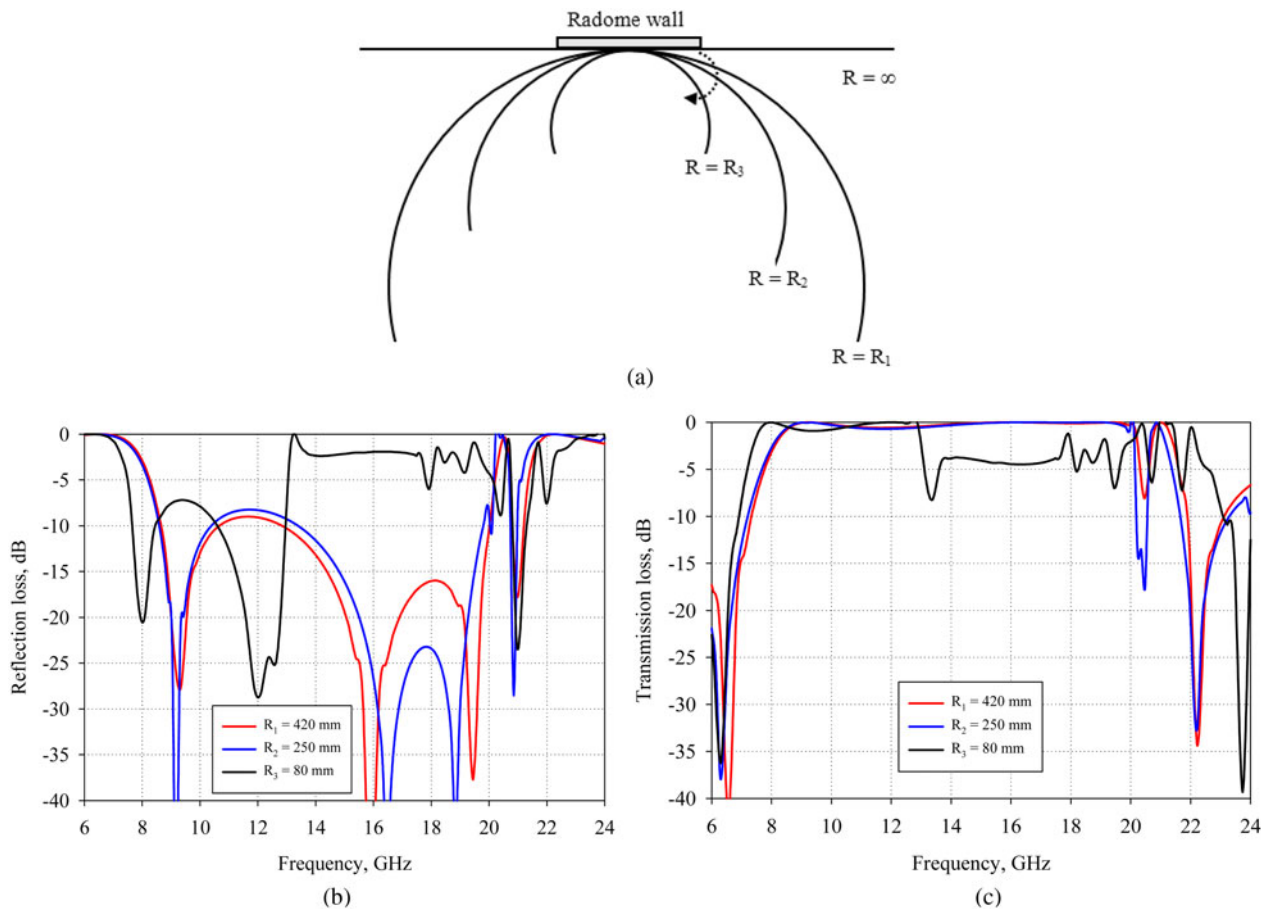 Radome wall
R = ∞
R = R₃
R = R₂
R = R₁
(a)
Reflection loss, dB
0
-5
-10
-15
-20
-25
-30
-35
-40
R₁ = 420 mm
R₂ = 250 mm
R₃ = 80 mm
6 8 10 12 14 16 18 20 22 24
Frequency, GHz
(b)
Transmission loss, dB
0
-5
-10
-15
-20
-25
-30
-35
-40
R₁ = 420 mm
R₂ = 250 mm
R₃ = 80 mm
6 8 10 12 14 16 18 20 22 24
Frequency, GHz
(c)